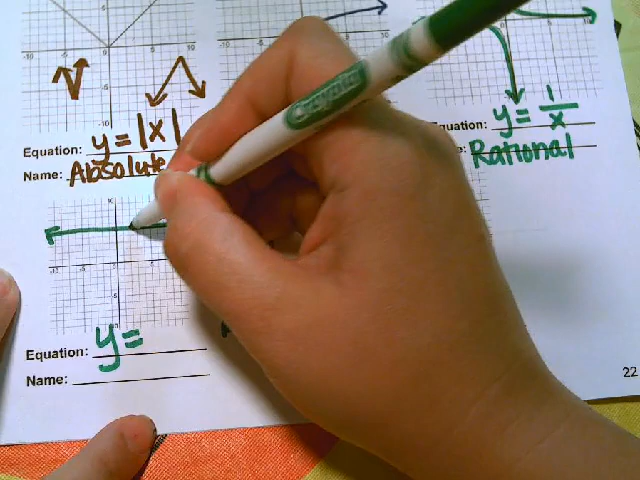 Equation: y = |x|
Name: Absolute
Crayola
Equation: y = 1/x
Rational
Equation: y =
Name:
22